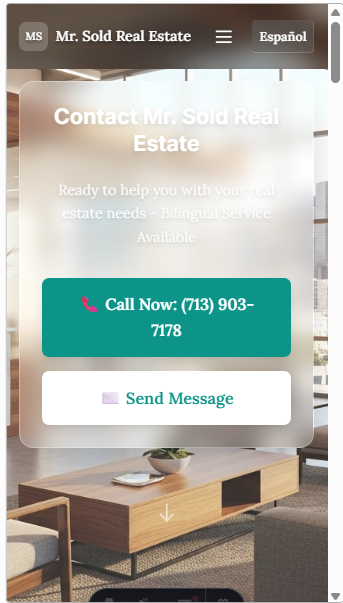 MS Mr. Sold Real Estate Español
Contact Mr. Sold Real
Estate
Ready to help you with your real
estate needs - Bilingual Service
Available
Call Now: (713) 903-
7178
Send Message